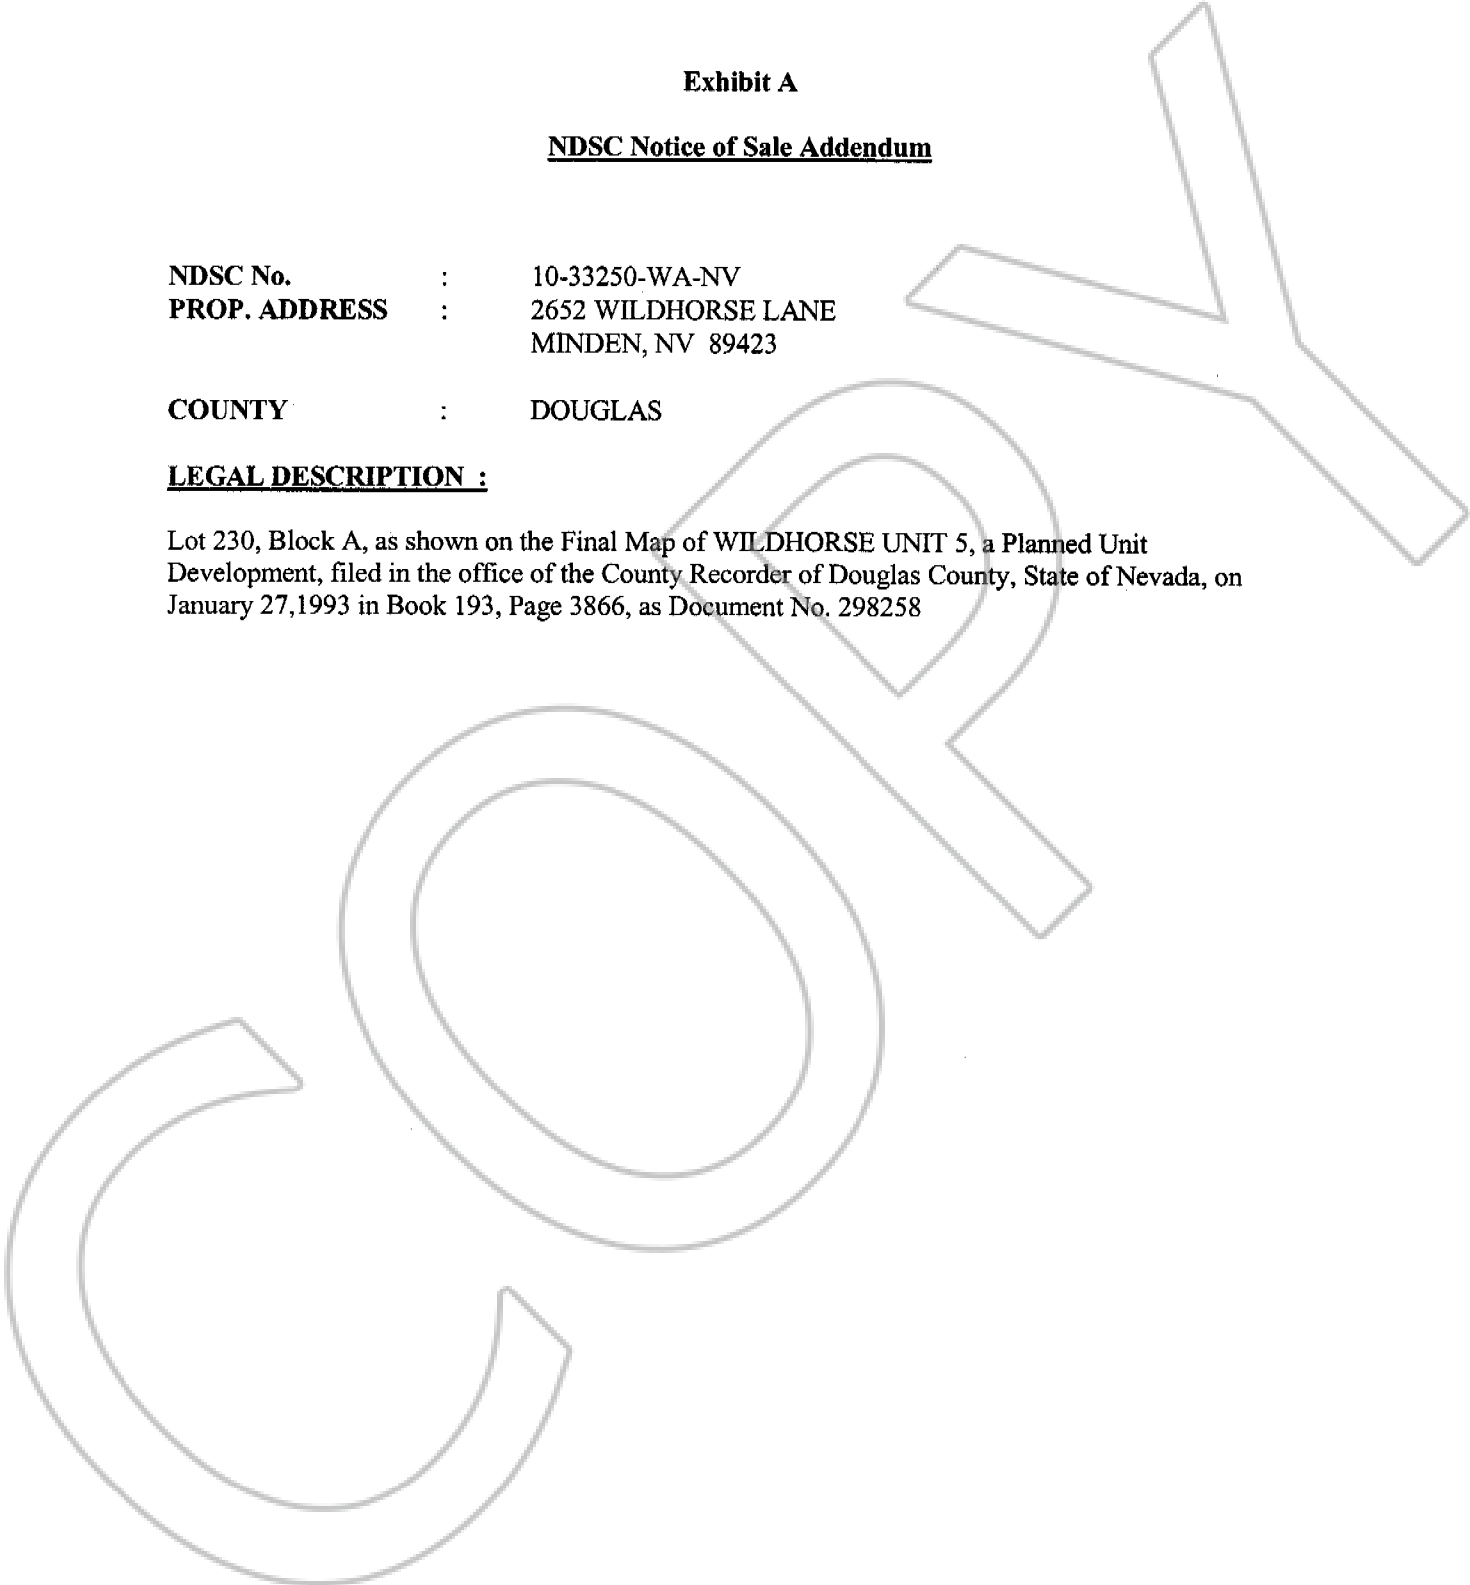 Exhibit A
NDSC Notice of Sale Addendum
NDSC No. : 10-33250-WA-NV
PROP. ADDRESS : 2652 WILDHORSE LANE
MINDEN, NV 89423
COUNTY : DOUGLAS
LEGAL DESCRIPTION :
Lot 230, Block A, as shown on the Final Map of WILDHORSE UNIT 5, a Planned Unit
Development, filed in the office of the County Recorder of Douglas County, State of Nevada, on
January 27,1993 in Book 193, Page 3866, as Document No. 298258
COPY